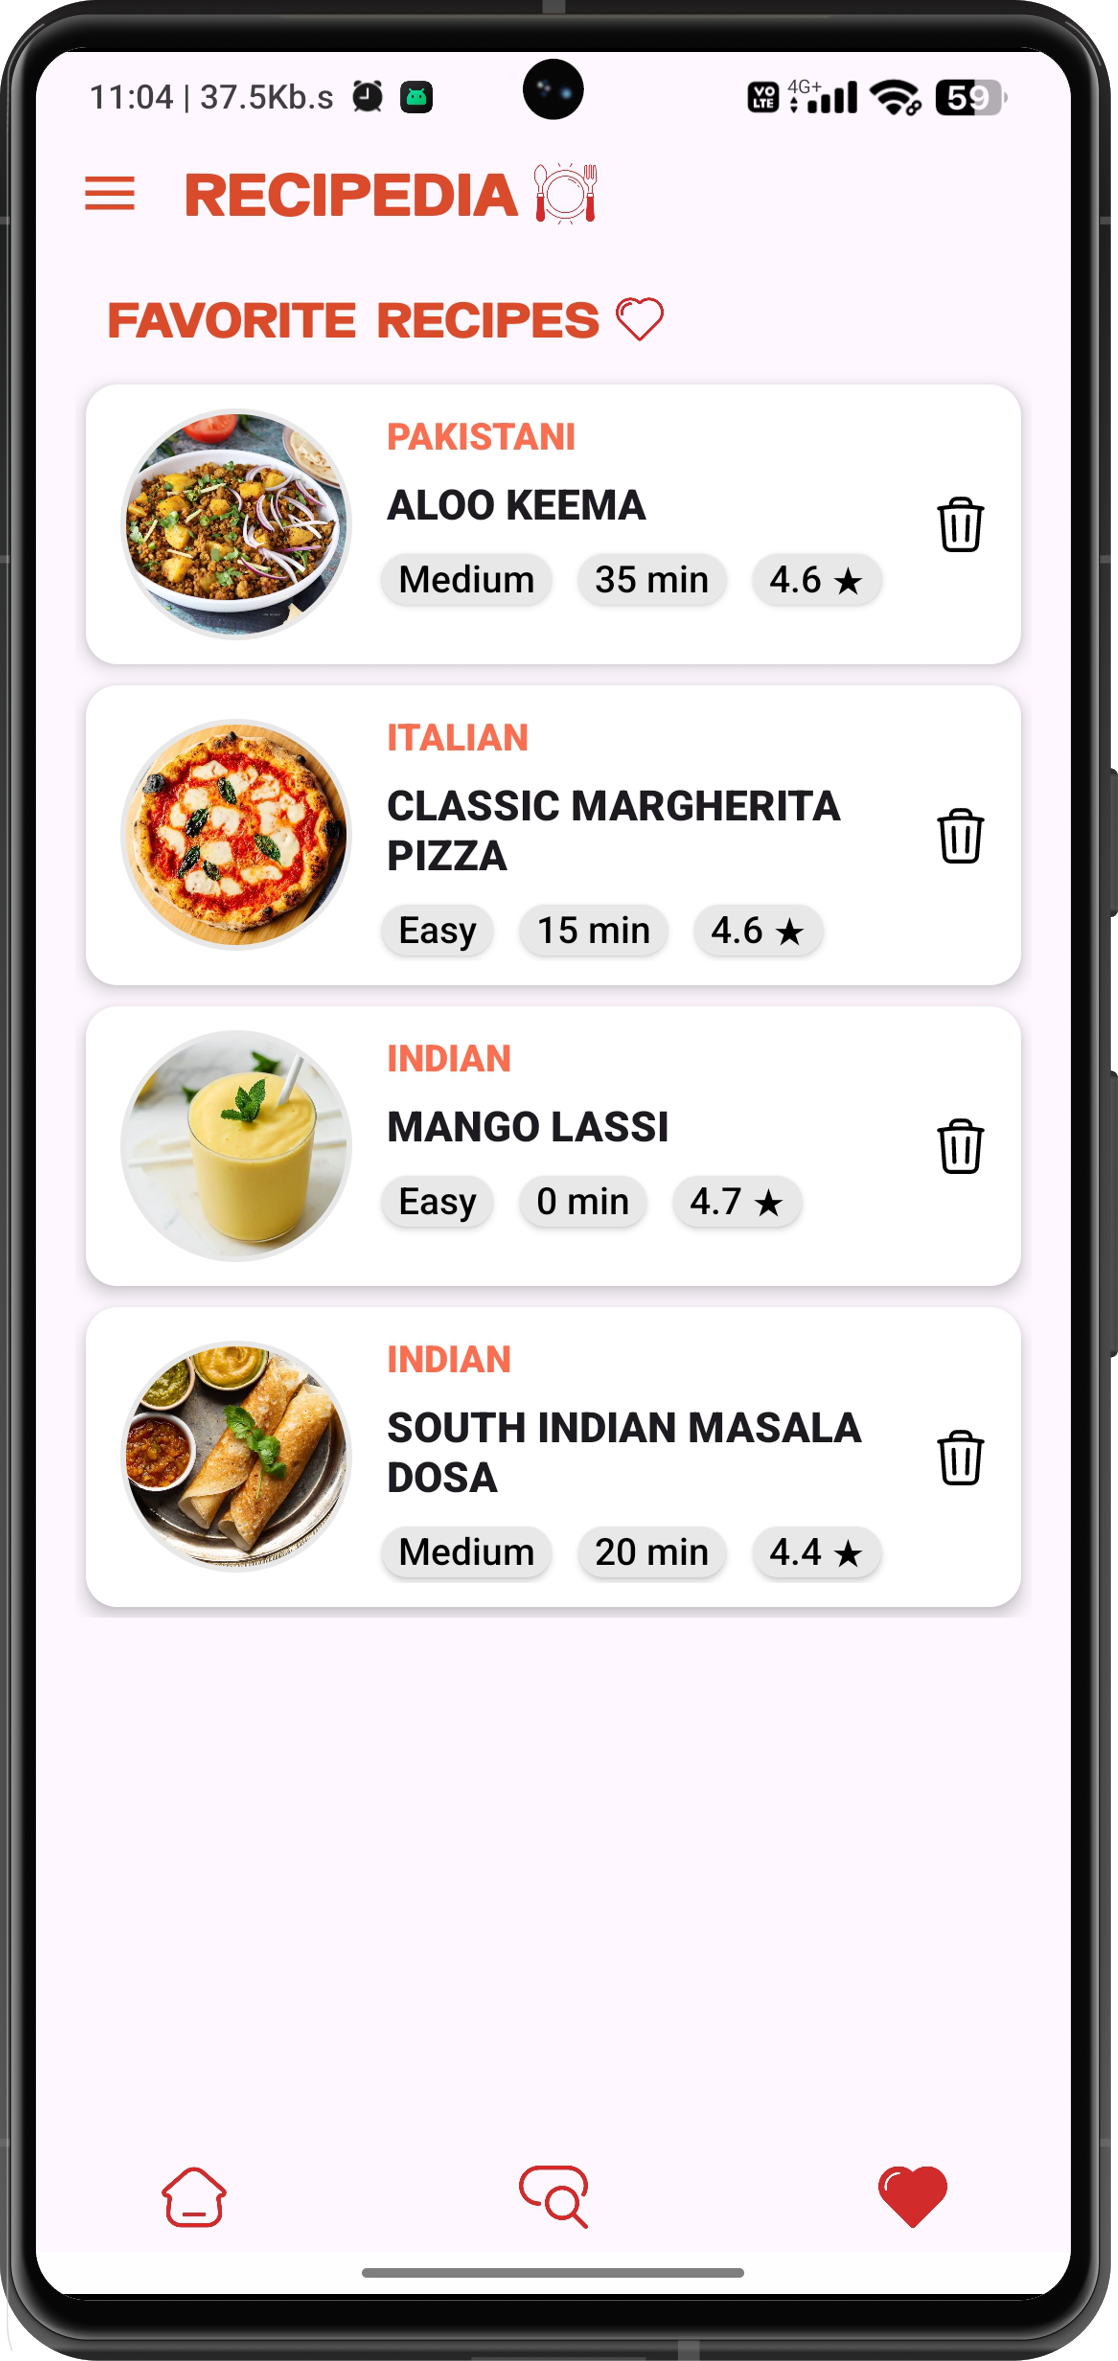 11:04 | 37.5Kb.s
VO LTE 4G+ 59
RECIPEDIA
FAVORITE RECIPES
PAKISTANI
ALOO KEEMA
Medium 35 min 4.6 ★
ITALIAN
CLASSIC MARGHERITA
PIZZA
Easy 15 min 4.6 ★
INDIAN
MANGO LASSI
Easy 0 min 4.7 ★
INDIAN
SOUTH INDIAN MASALA
DOSA
Medium 20 min 4.4 ★